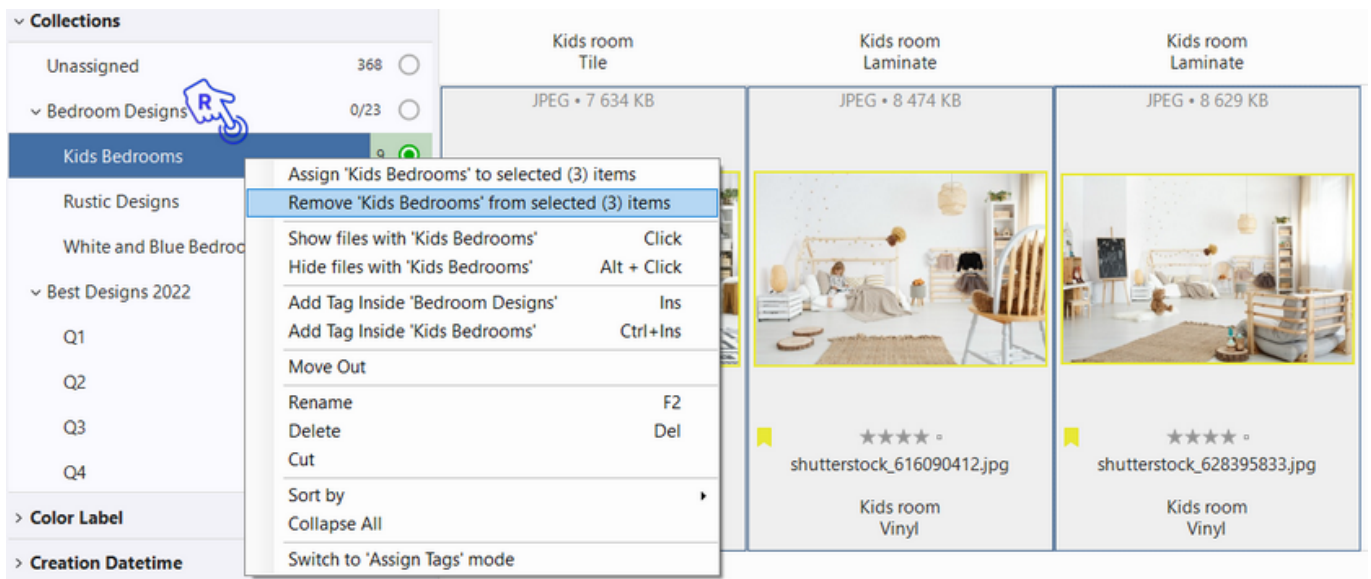 Collections
Unassigned 368
Bedroom Designs 0/23
Kids Bedrooms 9
Rustic Designs
White and Blue Bedroo
Best Designs 2022
Q1
Q2
Q3
Q4
Color Label
Creation Datetime
R
Assign 'Kids Bedrooms' to selected (3) items
Remove 'Kids Bedrooms' from selected (3) items
Show files with 'Kids Bedrooms' Click
Hide files with 'Kids Bedrooms' Alt + Click
Add Tag Inside 'Bedroom Designs' Ins
Add Tag Inside 'Kids Bedrooms' Ctrl+Ins
Move Out
Rename F2
Delete Del
Cut
Sort by
Collapse All
Switch to 'Assign Tags' mode
Kids room
Tile
JPEG • 7 634 KB
Kids room
Laminate
JPEG • 8 474 KB
shutterstock_616090412.jpg
Kids room
Vinyl
Kids room
Laminate
JPEG • 8 629 KB
shutterstock_628395833.jpg
Kids room
Vinyl